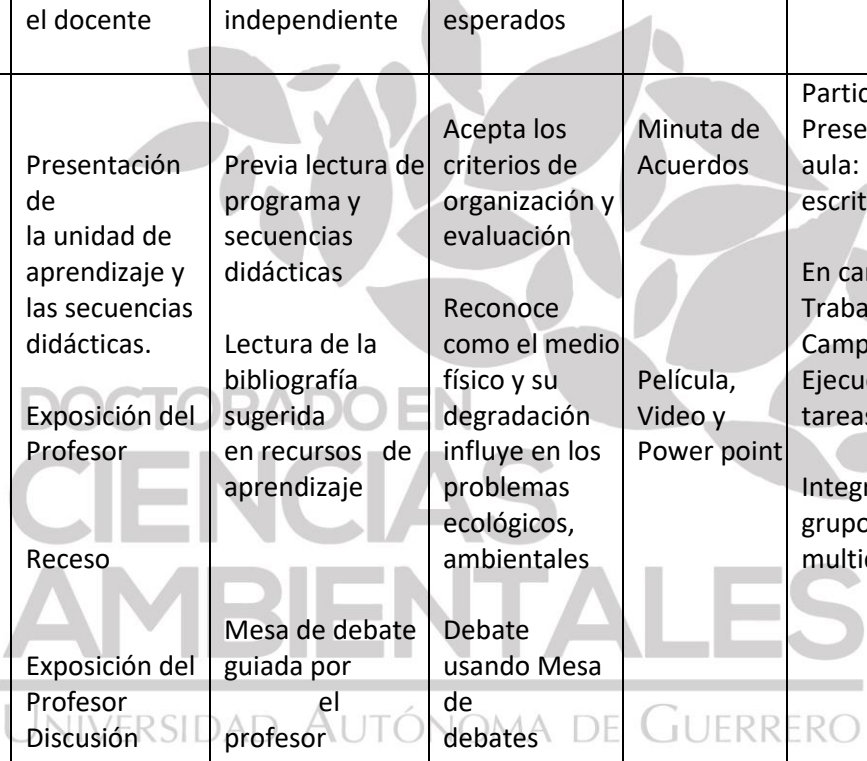 el docente
independiente
esperados
Presentación
de
la unidad de
aprendizaje y
las secuencias
didácticas.
Exposición del
Profesor
Receso
Exposición del
Profesor
Discusión
Previa lectura de
programa y
secuencias
didácticas
Lectura de la
bibliografía
sugerida
en recursos de
aprendizaje
Mesa de debate
guiada por
el
profesor
Acepta los
criterios de
organización y
evaluación
Reconoce
como el medio
físico y su
degradación
influye en los
problemas
ecológicos,
ambientales
Debate
usando Mesa
de
debates
Minuta de
Acuerdos
Película,
Video y
Power point
aula:
DOCTORADO EN
CIENCIAS
AMBIENTALES
UNIVERSIDAD AUTÓNOMA DE GUERRERO